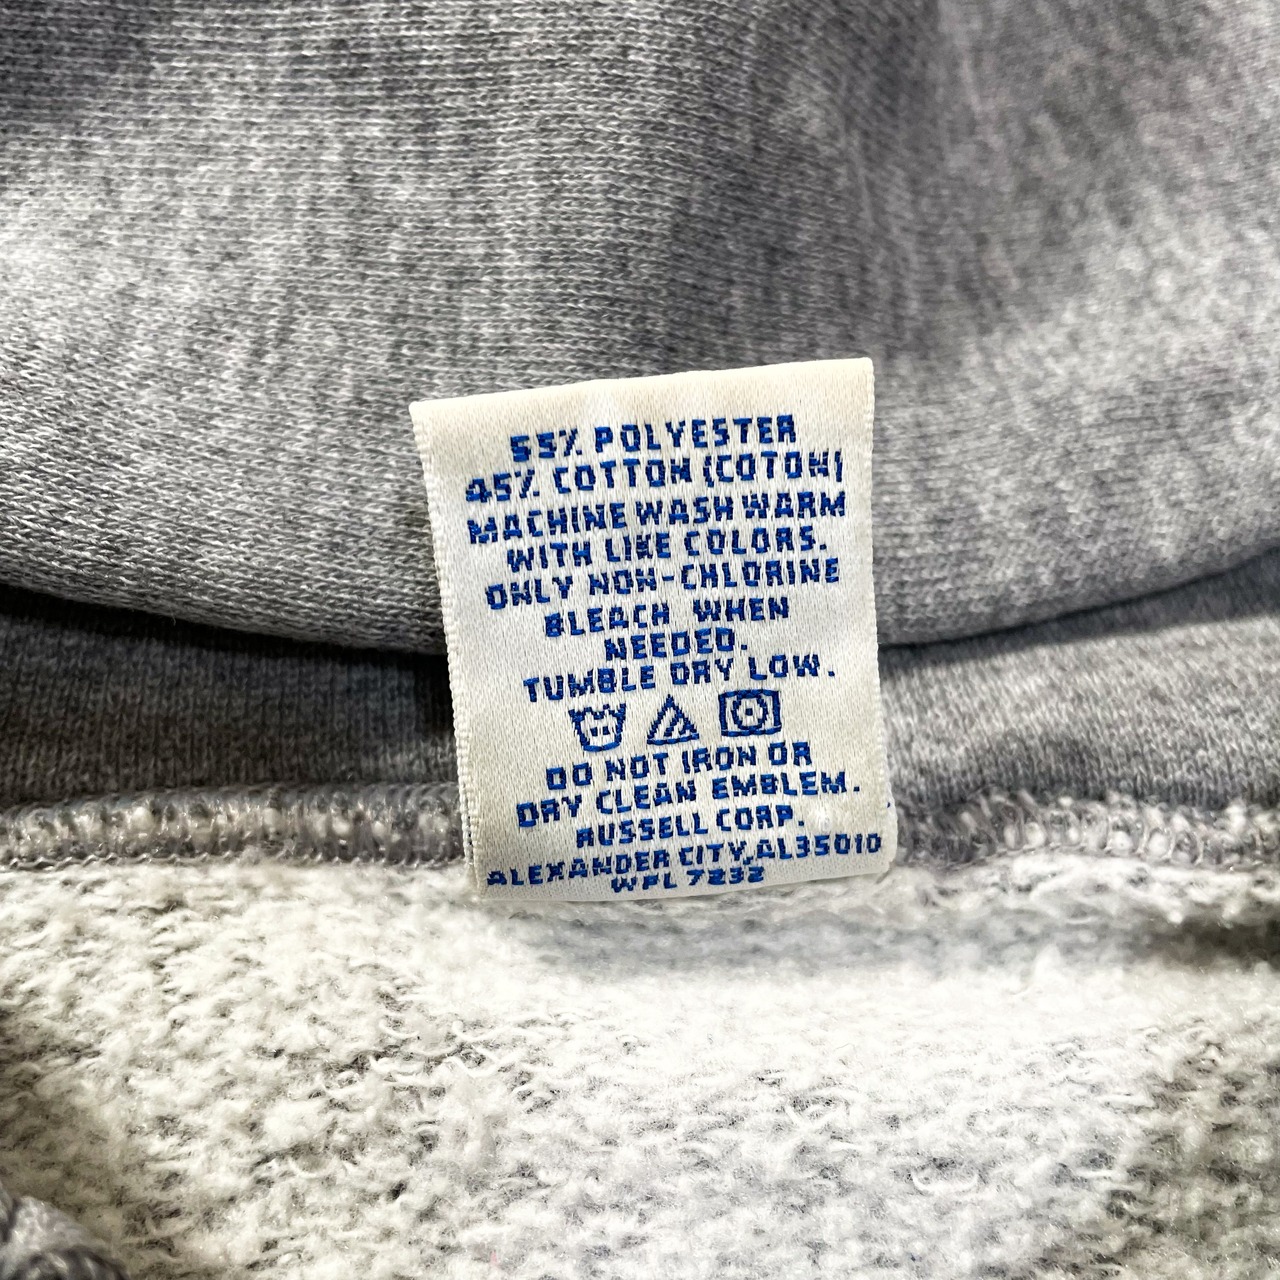 55% POLYESTER
45% COTTON (COTON)
MACHINE WASH WARM
WITH LIKE COLORS.
ONLY NON-CHLORINE
BLEACH WHEN
NEEDED.
TUMBLE DRY LOW.
DO NOT IRON OR
DRY CLEAN EMBLEM.
RUSSELL CORP.
ALEXANDER CITY, AL35010
WPL 7232